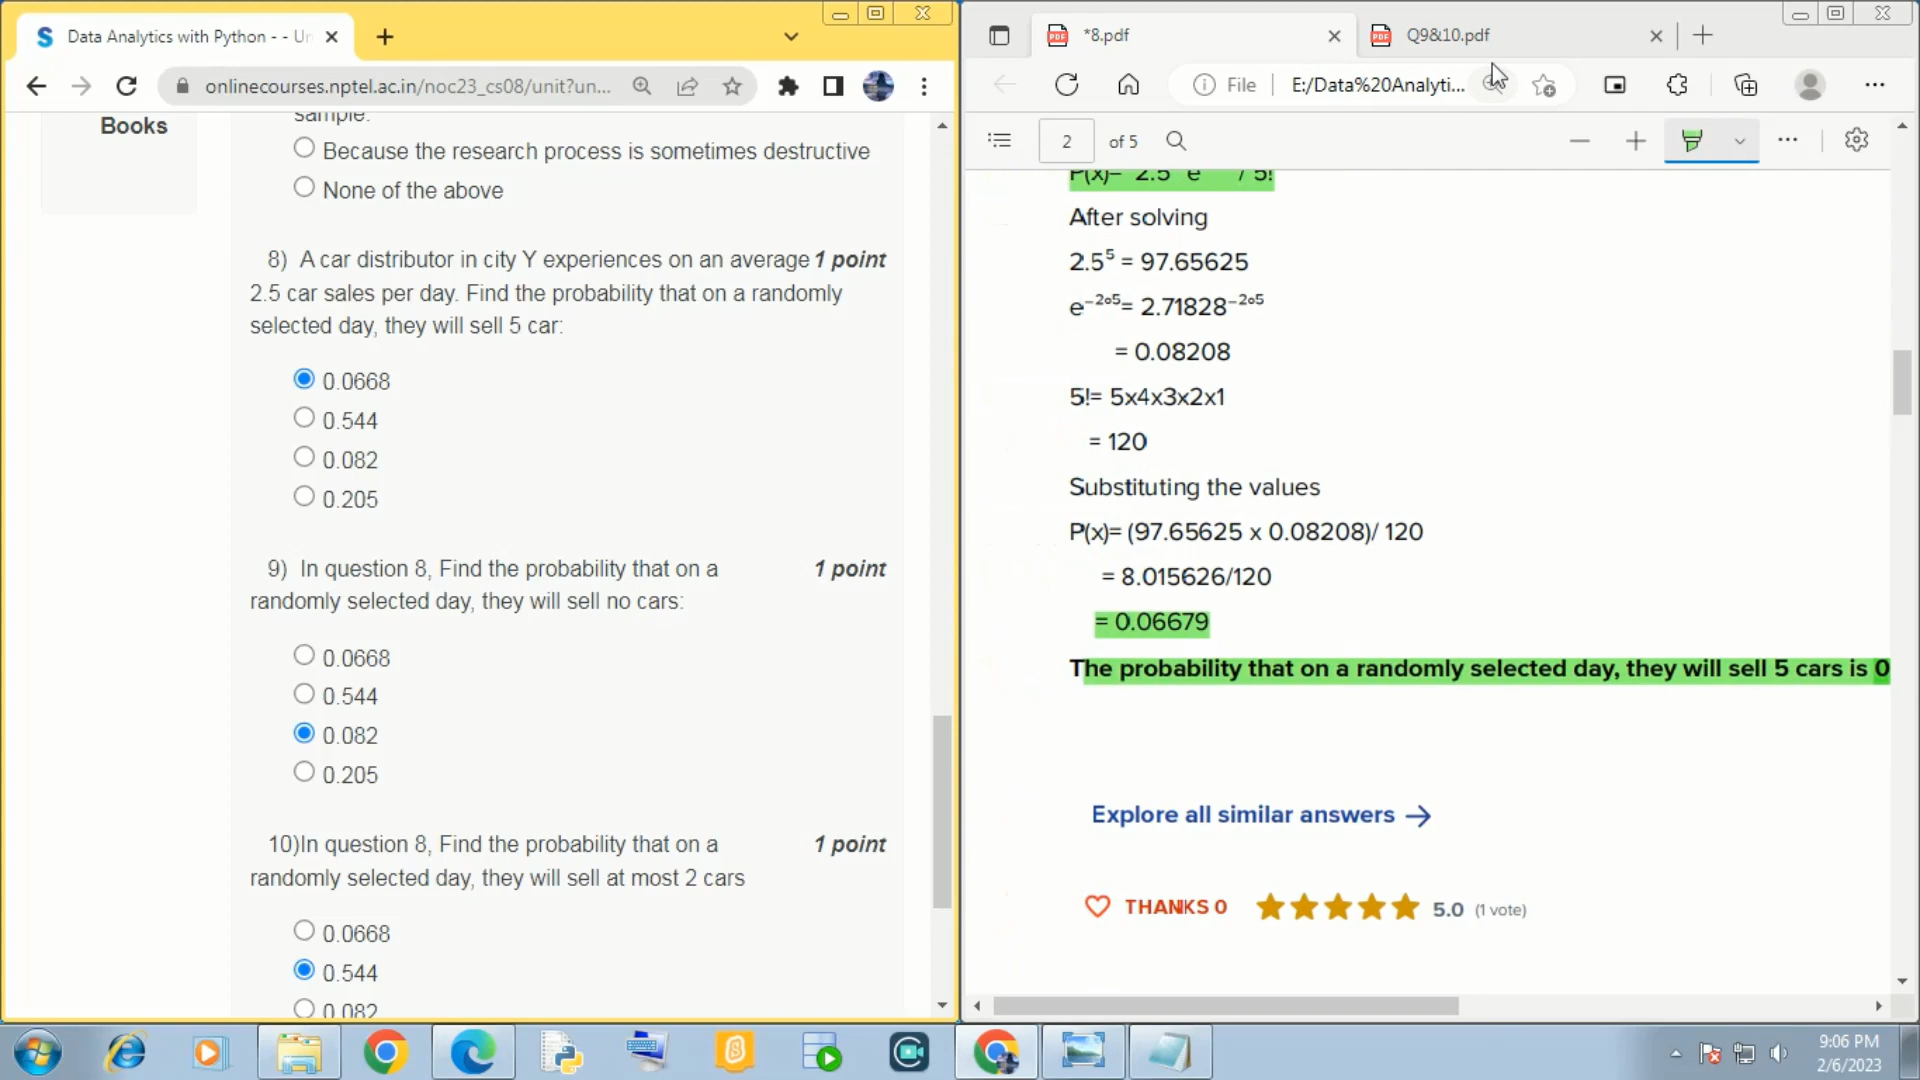 Data Analytics with Python - - Un
onlinecourses.nptel.ac.in/noc23_cs08/unit?un...
Books
sample.
Because the research process is sometimes destructive
None of the above
8) A car distributor in city Y experiences on an average 1 point
2.5 car sales per day. Find the probability that on a randomly
selected day, they will sell 5 car:
0.0668
0.544
0.082
0.205
9) In question 8, Find the probability that on a 1 point
randomly selected day, they will sell no cars:
0.0668
0.544
0.082
0.205
10)In question 8, Find the probability that on a 1 point
randomly selected day, they will sell at most 2 cars
0.0668
0.544
0.082
*8.pdf
Q9&10.pdf
File
E:/Data%20Analyti...
2 of 5
P(x)= 2.5 e / 5!
After solving
2.5⁵ = 97.65625
e⁻²∘⁵= 2.71828⁻²∘⁵
= 0.08208
5!= 5x4x3x2x1
= 120
Substituting the values
P(x)= (97.65625 x 0.08208)/ 120
= 8.015626/120
= 0.06679
The probability that on a randomly selected day, they will sell 5 cars is 0
Explore all similar answers →
THANKS 0
5.0 (1 vote)
9:06 PM
2/6/2023